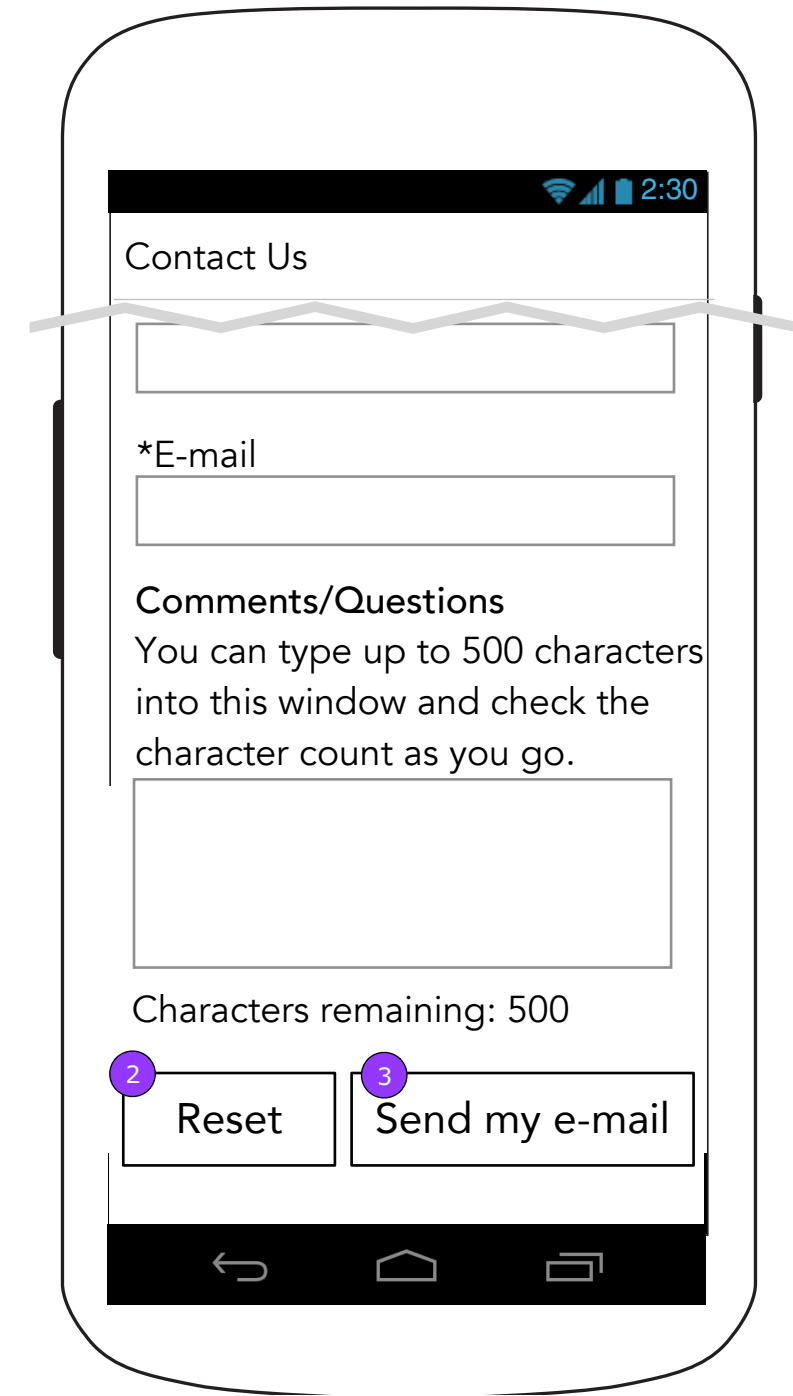 2:30
Contact Us
*E-mail
Comments/Questions
You can type up to 500 characters
into this window and check the
character count as you go.
Characters remaining: 500
2
Reset
3
Send my e-mail